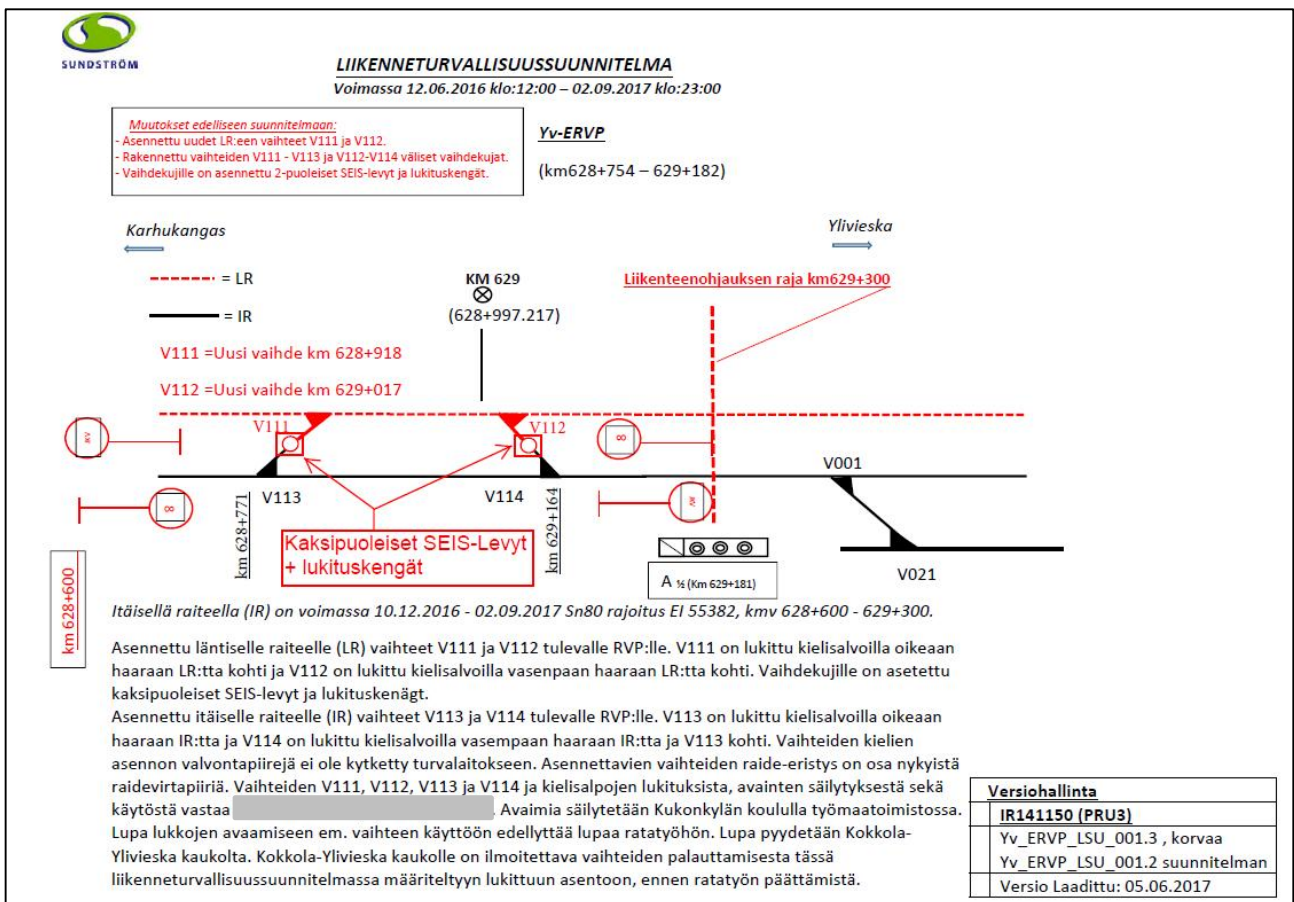 SUNDSTRÖM
LIIKENNETURVALLISUUSSUUNNITELMA
Voimassa 12.06.2016 klo:12:00 – 02.09.2017 klo:23:00
Muutokset edelliseen suunnitelmaan:
- Asennettu uudet LR:een vaihteet V111 ja V112.
- Rakennettu vaihteiden V111 - V113 ja V112-V114 väliset vaihdekujat.
- Vaihdekujille on asennettu 2-puoleiset SEIS-levyt ja lukituskengät.
Yv-ERVP
(km628+754 – 629+182)
Karhukangas
Ylivieska
= LR
KM 629
Liikenteenohjauksen raja km629+300
= IR
(628+997.217)
V111 =Uusi vaihde km 628+918
V112 =Uusi vaihde km 629+017
V111
V112
8
V001
V113
V114
8
km 628+771
km 629+164
Kaksipuoleiset SEIS-Levyt
+ lukituskengät
A ½ (Km 629+181)
V021
km 628+600
Itäisellä raiteella (IR) on voimassa 10.12.2016 - 02.09.2017 Sn80 rajoitus EI 55382, kmv 628+600 - 629+300.
Asennettu läntiselle raiteelle (LR) vaihteet V111 ja V112 tulevalle RVP:lle. V111 on lukittu kielisalvoilla oikeaan
haaraan LR:tta kohti ja V112 on lukittu kielisalvoilla vasenpaan haaraan LR:tta kohti. Vaihdekujille on asetettu
kaksipuoleiset SEIS-levyt ja lukituskenägt.
Asennettu itäiselle raiteelle (IR) vaihteet V113 ja V114 tulevalle RVP:lle. V113 on lukittu kielisalvoilla oikeaan
haaraan IR:tta ja V114 on lukittu kielisalvoilla vasempaan haaraan IR:tta ja V113 kohti. Vaihteiden kielien
asennon valvontapiirejä ei ole kytketty turvalaitokseen. Asennettavien vaihteiden raide-eristys on osa nykyistä
raidevirtapiiriä. Vaihteiden V111, V112, V113 ja V114 ja kielisalpojen lukituksista, avainten säilytyksestä sekä
käytöstä vastaa . Avaimia säilytetään Kukonkylän koululla työmaatoimistossa.
Lupa lukkojen avaamiseen em. vaihteen käyttöön edellyttää lupaa ratatyöhön. Lupa pyydetään Kokkola-
Ylivieska kaukolta. Kokkola-Ylivieska kaukolle on ilmoitettava vaihteiden palauttamisesta tässä
liikenneturvallisuussuunnitelmassa määriteltyyn lukittuun asentoon, ennen ratatyön päättämistä.
Versiohallinta
IR141150 (PRU3)
Yv_ERVP_LSU_001.3 , korvaa
Yv_ERVP_LSU_001.2 suunnitelman
Versio Laadittu: 05.06.2017